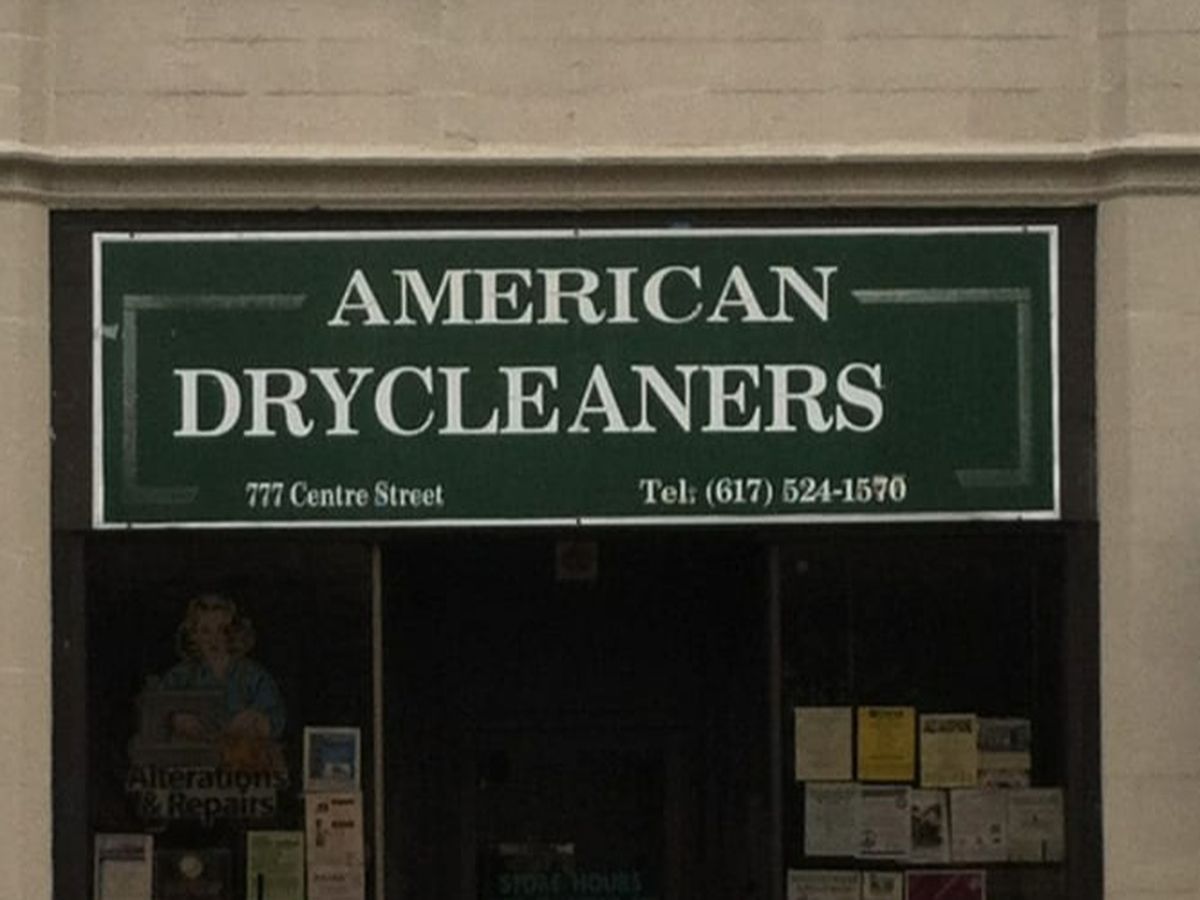 AMERICAN
DRYCLEANERS
777 Centre Street
Tel: (617) 524-1570
Alterations
& Repairs
STORE HOURS